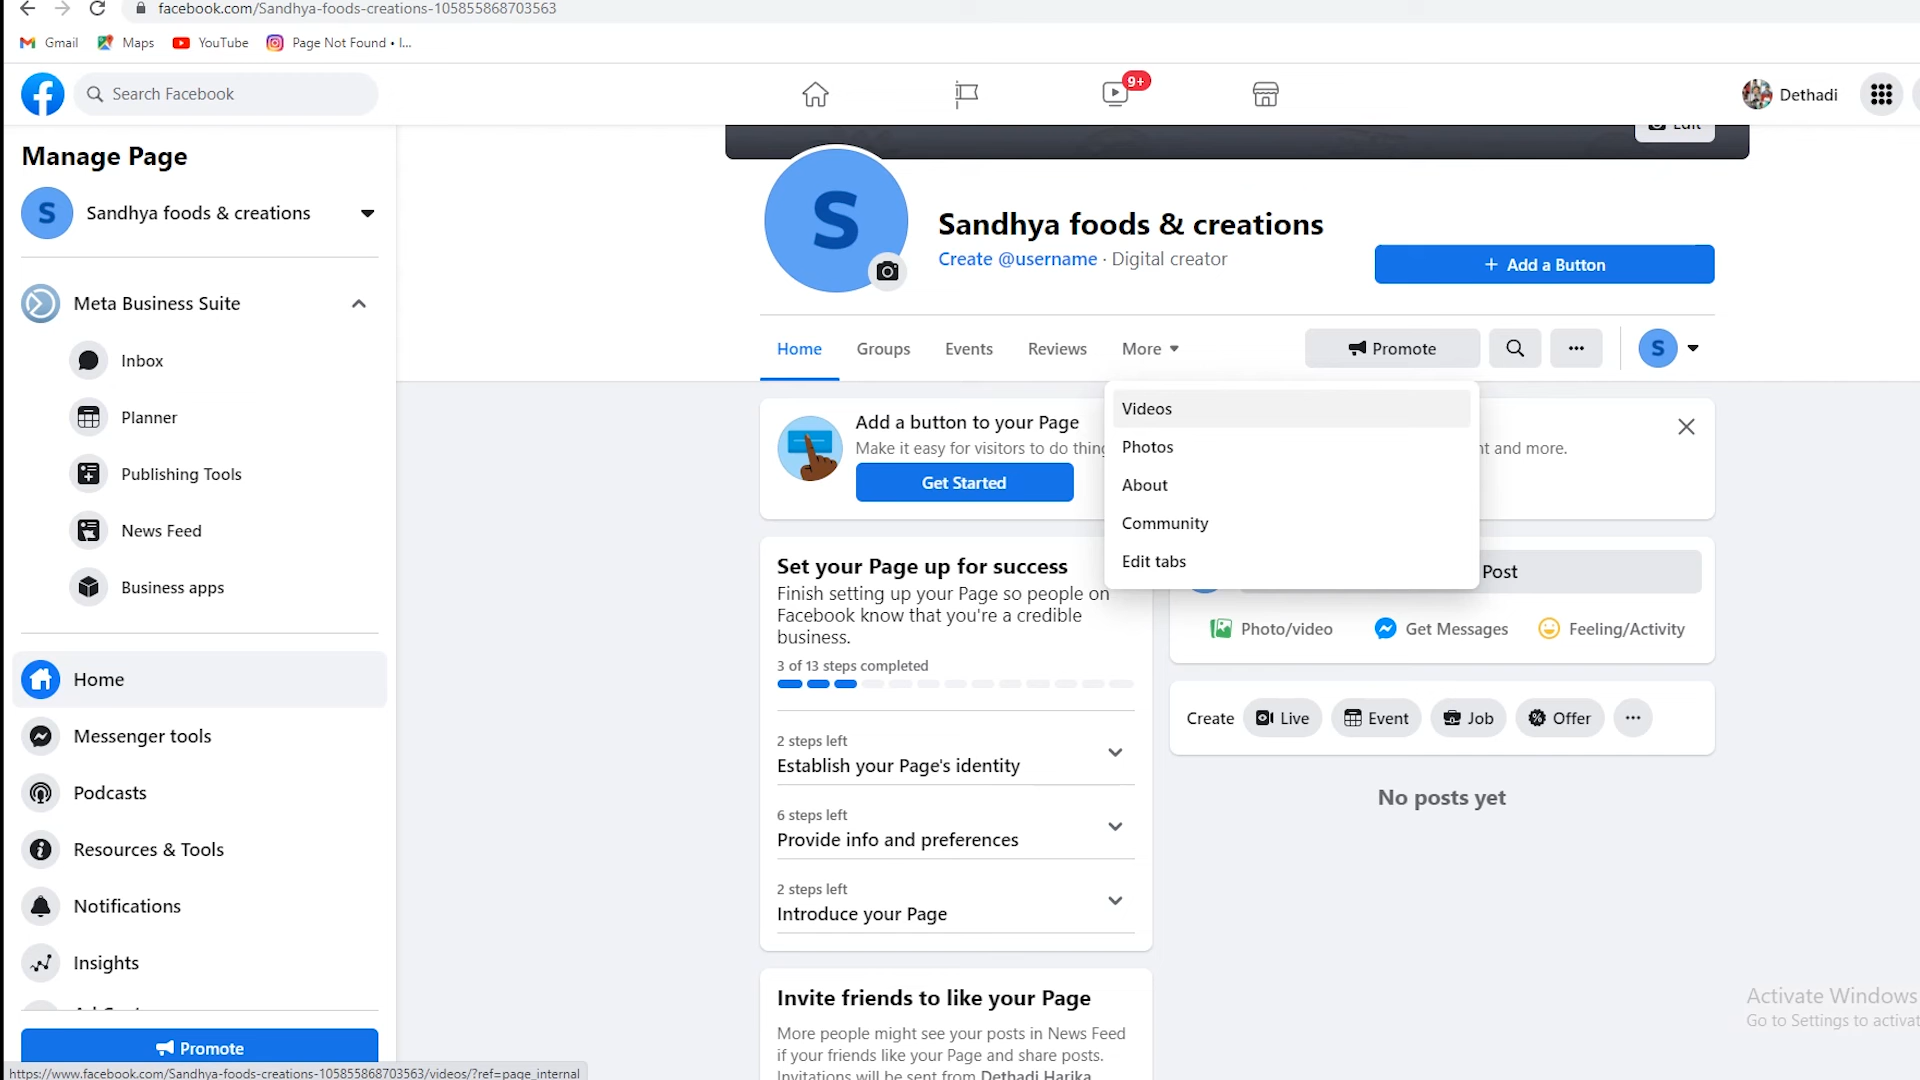 facebook.com/Sandhya-foods-creations-105855868703563
Gmail
Maps
YouTube
Page Not Found • I...
Search Facebook
9+
Dethadi
Manage Page
S
Sandhya foods & creations
Meta Business Suite
Inbox
Planner
Publishing Tools
News Feed
Business apps
Home
Messenger tools
Podcasts
Resources & Tools
Notifications
Insights
Promote
https://www.facebook.com/Sandhya-foods-creations-105855868703563/videos/?ref=page_internal
Edit
S
Sandhya foods & creations
Create @username · Digital creator
+ Add a Button
Home
Groups
Events
Reviews
More
Promote
S
Videos
Photos
About
Community
Edit tabs
Add a button to your Page
Make it easy for visitors to do thing
t and more.
Get Started
Set your Page up for success
Finish setting up your Page so people on
Facebook know that you're a credible
business.
3 of 13 steps completed
2 steps left
Establish your Page's identity
6 steps left
Provide info and preferences
2 steps left
Introduce your Page
Invite friends to like your Page
More people might see your posts in News Feed
if your friends like your Page and share posts.
Invitations will be sent from Dethadi Harika
Post
Photo/video
Get Messages
Feeling/Activity
Create
Live
Event
Job
Offer
No posts yet
Activate Windows
Go to Settings to activat